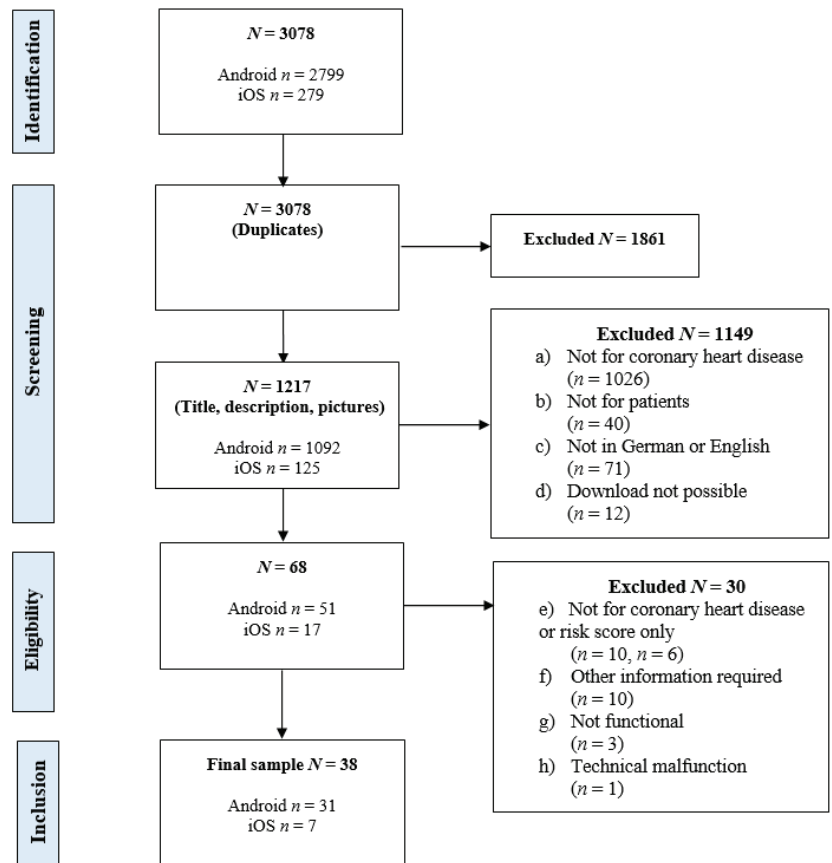 Identification
N = 3078
Android n = 2799
iOS n = 279
Screening
N = 3078
(Duplicates)
Excluded N = 1861
N = 1217
(Title, description, pictures)
Android n = 1092
iOS n = 125
Excluded N = 1149
a) Not for coronary heart disease
(n = 1026)
b) Not for patients
(n = 40)
c) Not in German or English
(n = 71)
d) Download not possible
(n = 12)
Eligibility
N = 68
Android n = 51
iOS n = 17
Excluded N = 30
e) Not for coronary heart disease
or risk score only
(n = 10, n = 6)
f) Other information required
(n = 10)
g) Not functional
(n = 3)
h) Technical malfunction
(n = 1)
Inclusion
Final sample N = 38
Android n = 31
iOS n = 7